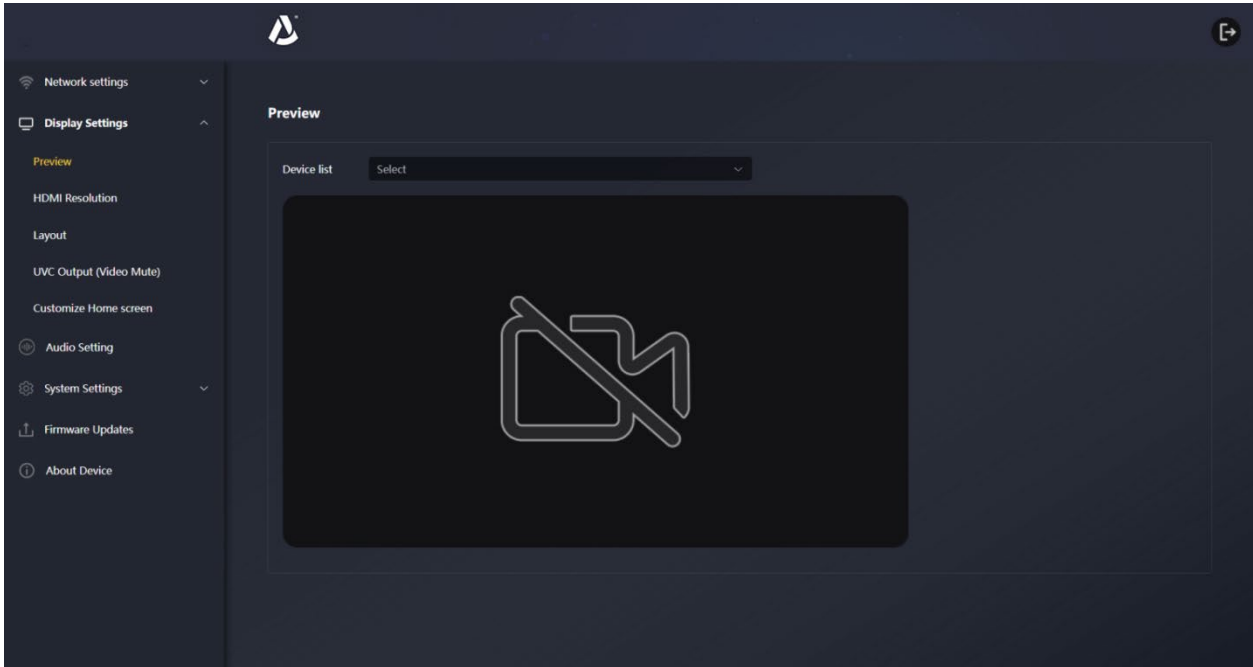 Network settings
Display Settings
Preview
HDMI Resolution
Layout
UVC Output (Video Mute)
Customize Home screen
Audio Setting
System Settings
Firmware Updates
About Device
Preview
Device list
Select